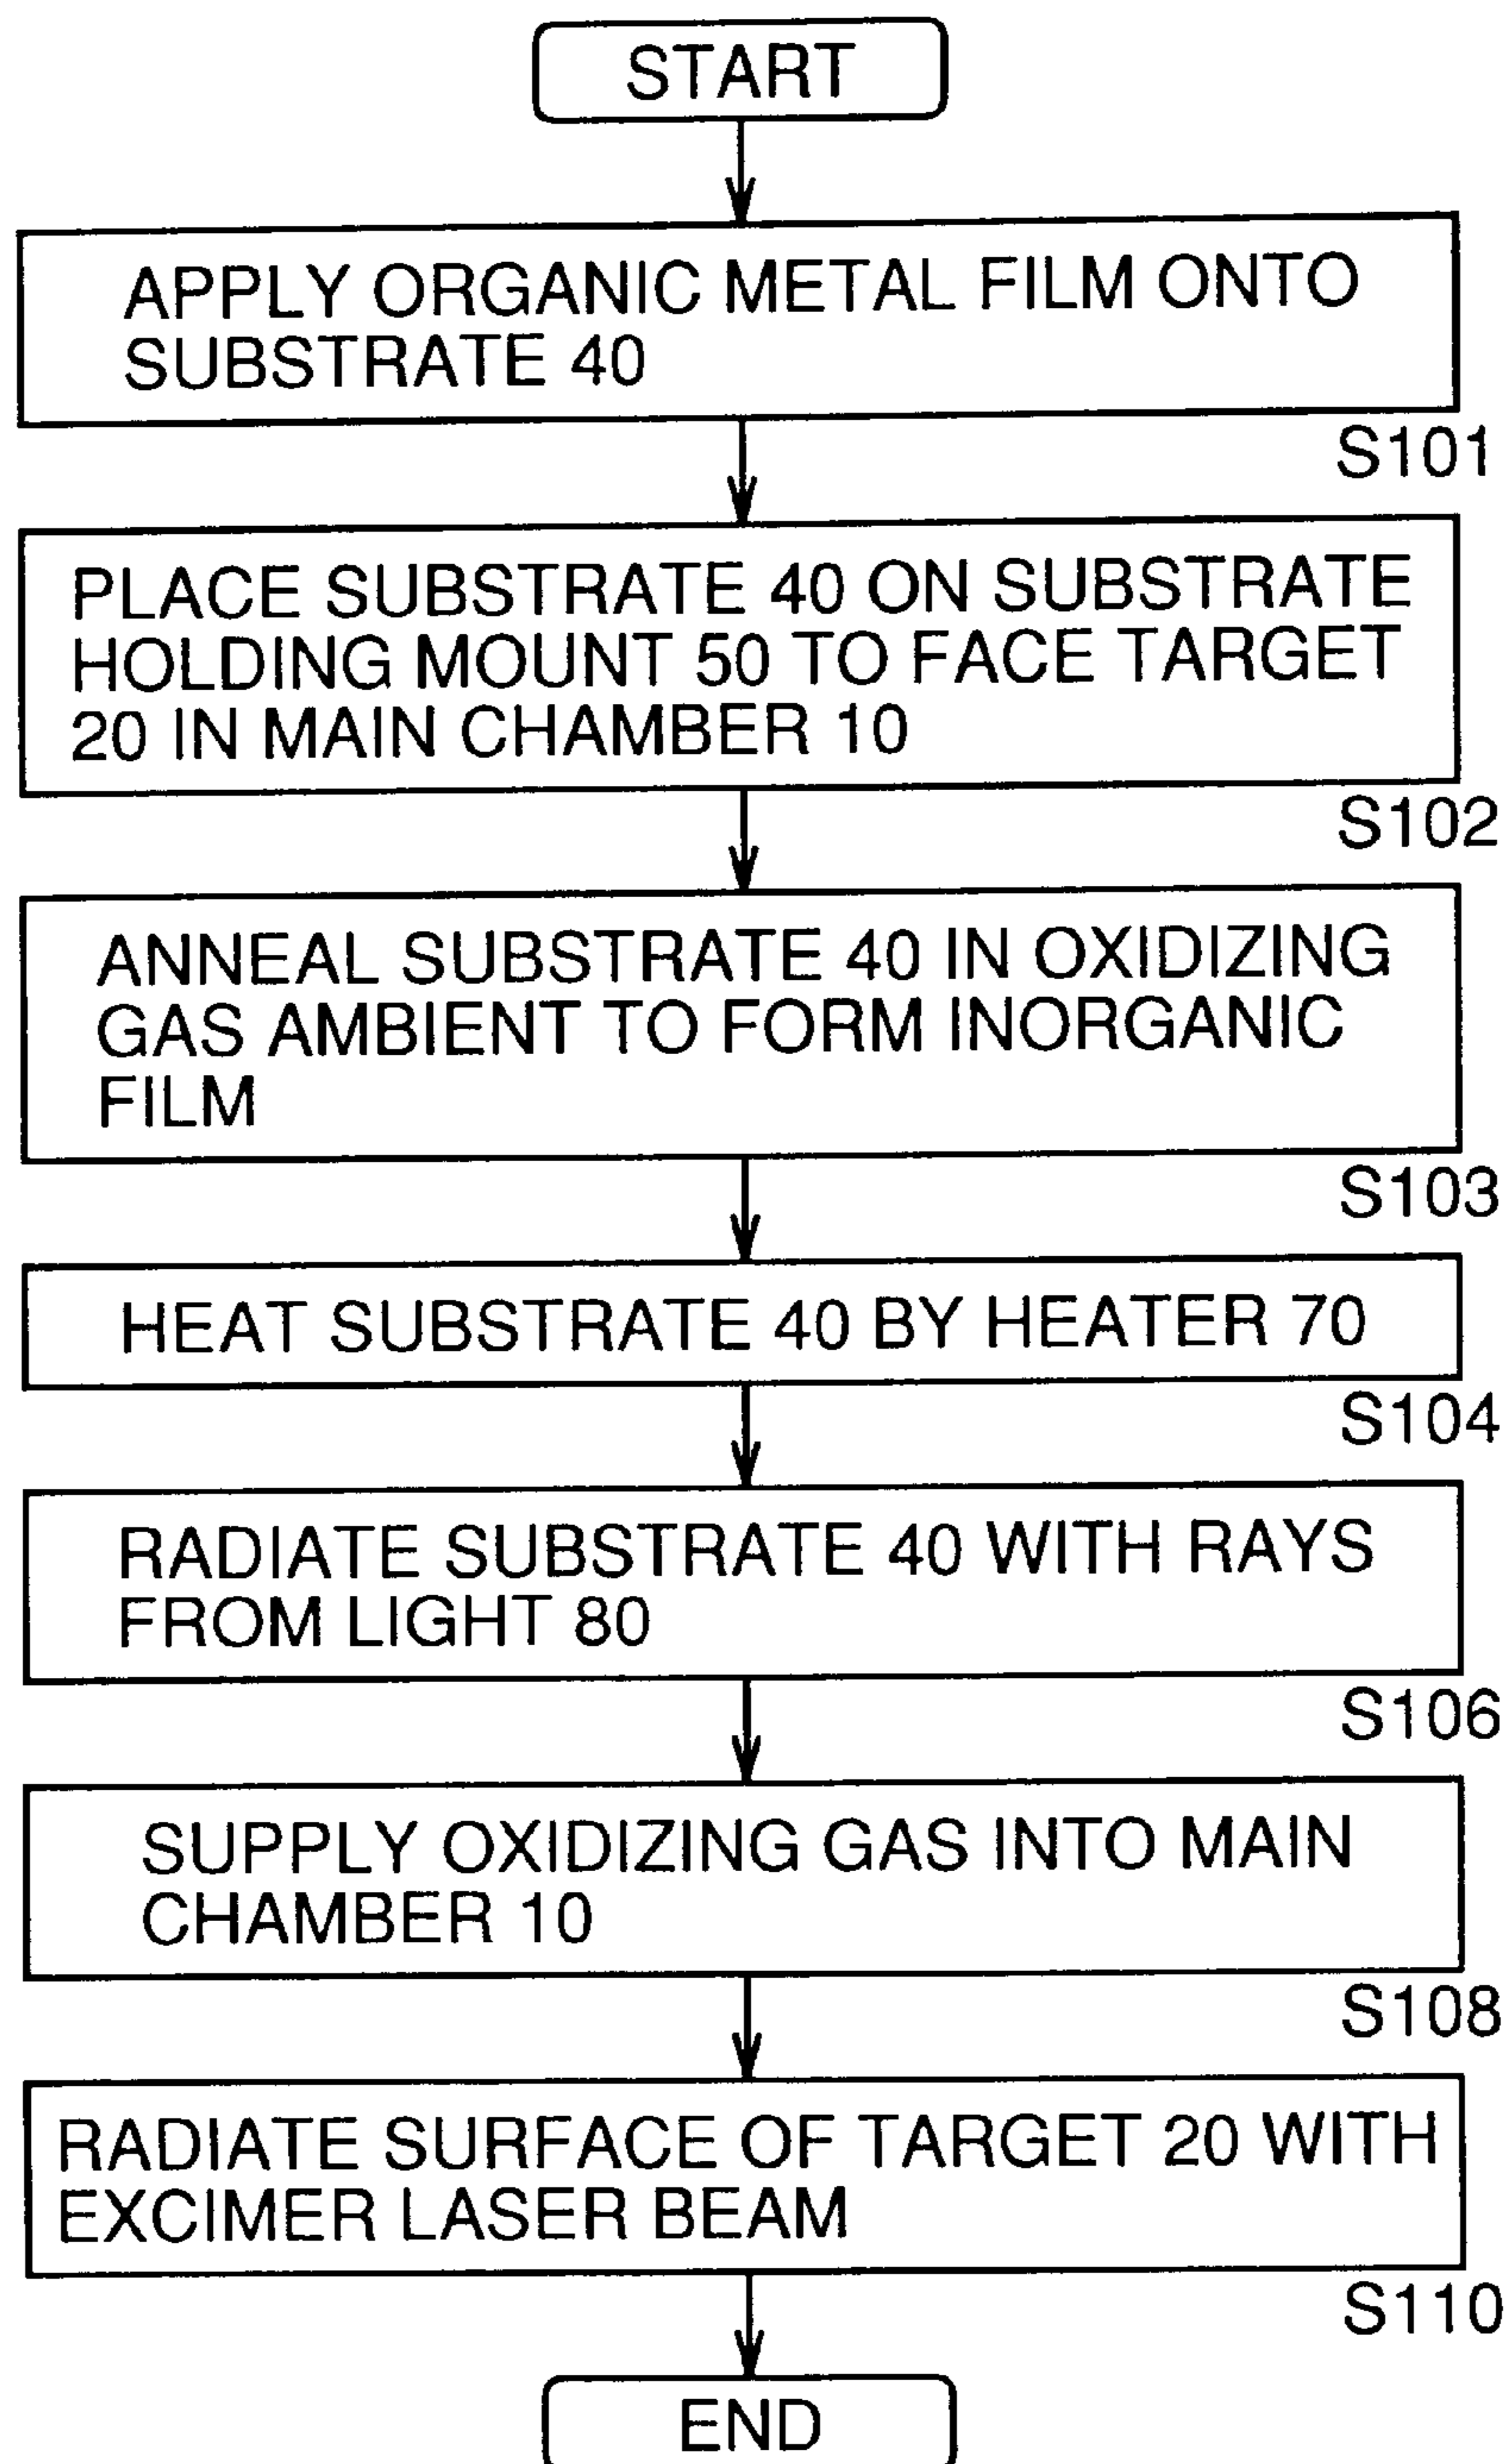 START
APPLY ORGANIC METAL FILM ONTO
SUBSTRATE 40
S101
PLACE SUBSTRATE 40 ON SUBSTRATE
HOLDING MOUNT 50 TO FACE TARGET
20 IN MAIN CHAMBER 10
S102
ANNEAL SUBSTRATE 40 IN OXIDIZING
GAS AMBIENT TO FORM INORGANIC
FILM
S103
HEAT SUBSTRATE 40 BY HEATER 70
S104
RADIATE SUBSTRATE 40 WITH RAYS
FROM LIGHT 80
S106
SUPPLY OXIDIZING GAS INTO MAIN
CHAMBER 10
S108
RADIATE SURFACE OF TARGET 20 WITH
EXCIMER LASER BEAM
S110
END